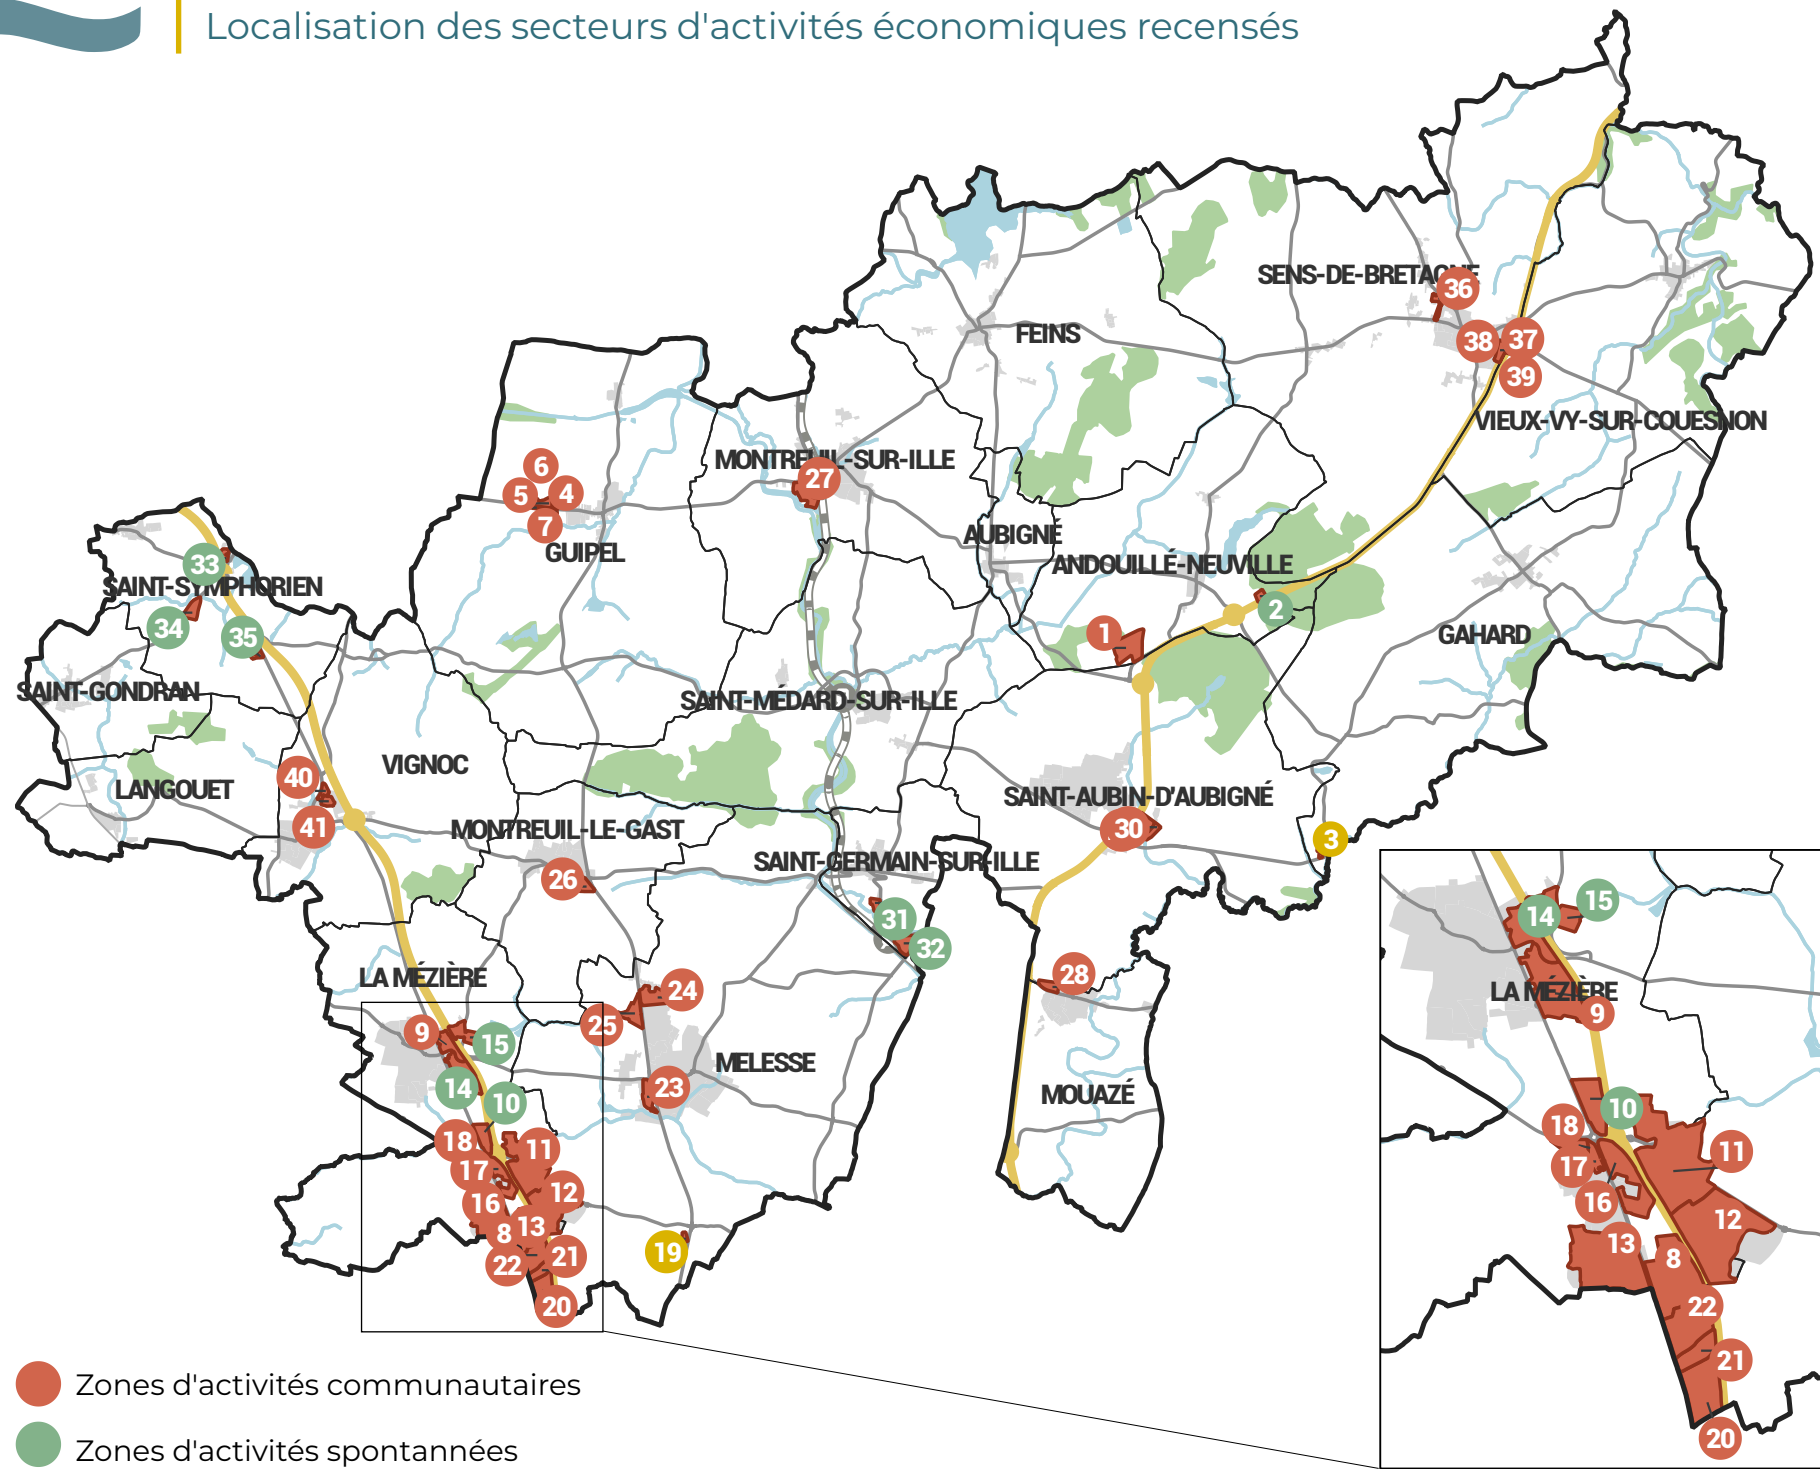 Localisation des secteurs d'activités économiques recensés
SENS-DE-BRETAGNE
36
FEINS
38
37
39
VIEUX-VY-SUR-COUESNON
MONTREUIL-SUR-ILLE
27
6
5
4
7
GUIPEL
AUBIGNÉ
ANDOUILLÉ-NEUVILLE
33
SAINT-SYMPHORIEN
34
35
1
2
GAHARD
SAINT-GONDRAN
SAINT-MÉDARD-SUR-ILLE
VIGNOC
40
LANGOUET
41
SAINT-AUBIN-D'AUBIGNÉ
30
3
MONTREUIL-LE-GAST
26
SAINT-GERMAIN-SUR-ILLE
31
32
LA MÉZIÈRE
28
24
25
9
15
MELESSE
23
14
10
MOUAZÉ
18
11
17
12
16
8
13
22
21
19
20
15
14
LA MÉZIÈRE
9
10
18
11
17
16
12
13
8
22
21
20
Zones d'activités communautaires
Zones d'activités spontannées